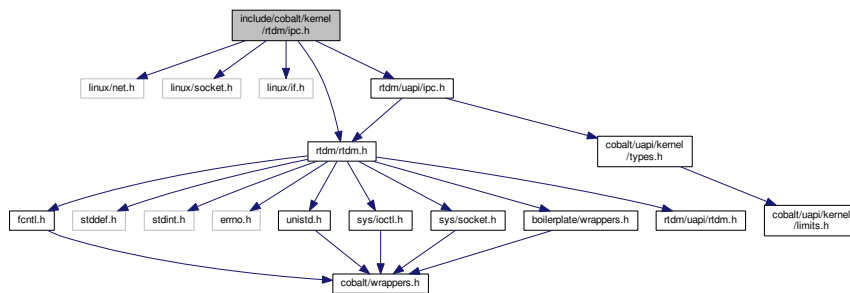 include/cobalt/kernel
/rtdm/ipc.h
linux/net.h
linux/socket.h
linux/if.h
rtdm/uapi/ipc.h
rtdm/rtdm.h
cobalt/uapi/kernel
/types.h
fcntl.h
stddef.h
stdint.h
errno.h
unistd.h
sys/ioctl.h
sys/socket.h
boilerplate/wrappers.h
rtdm/uapi/rtdm.h
cobalt/uapi/kernel
/limits.h
cobalt/wrappers.h